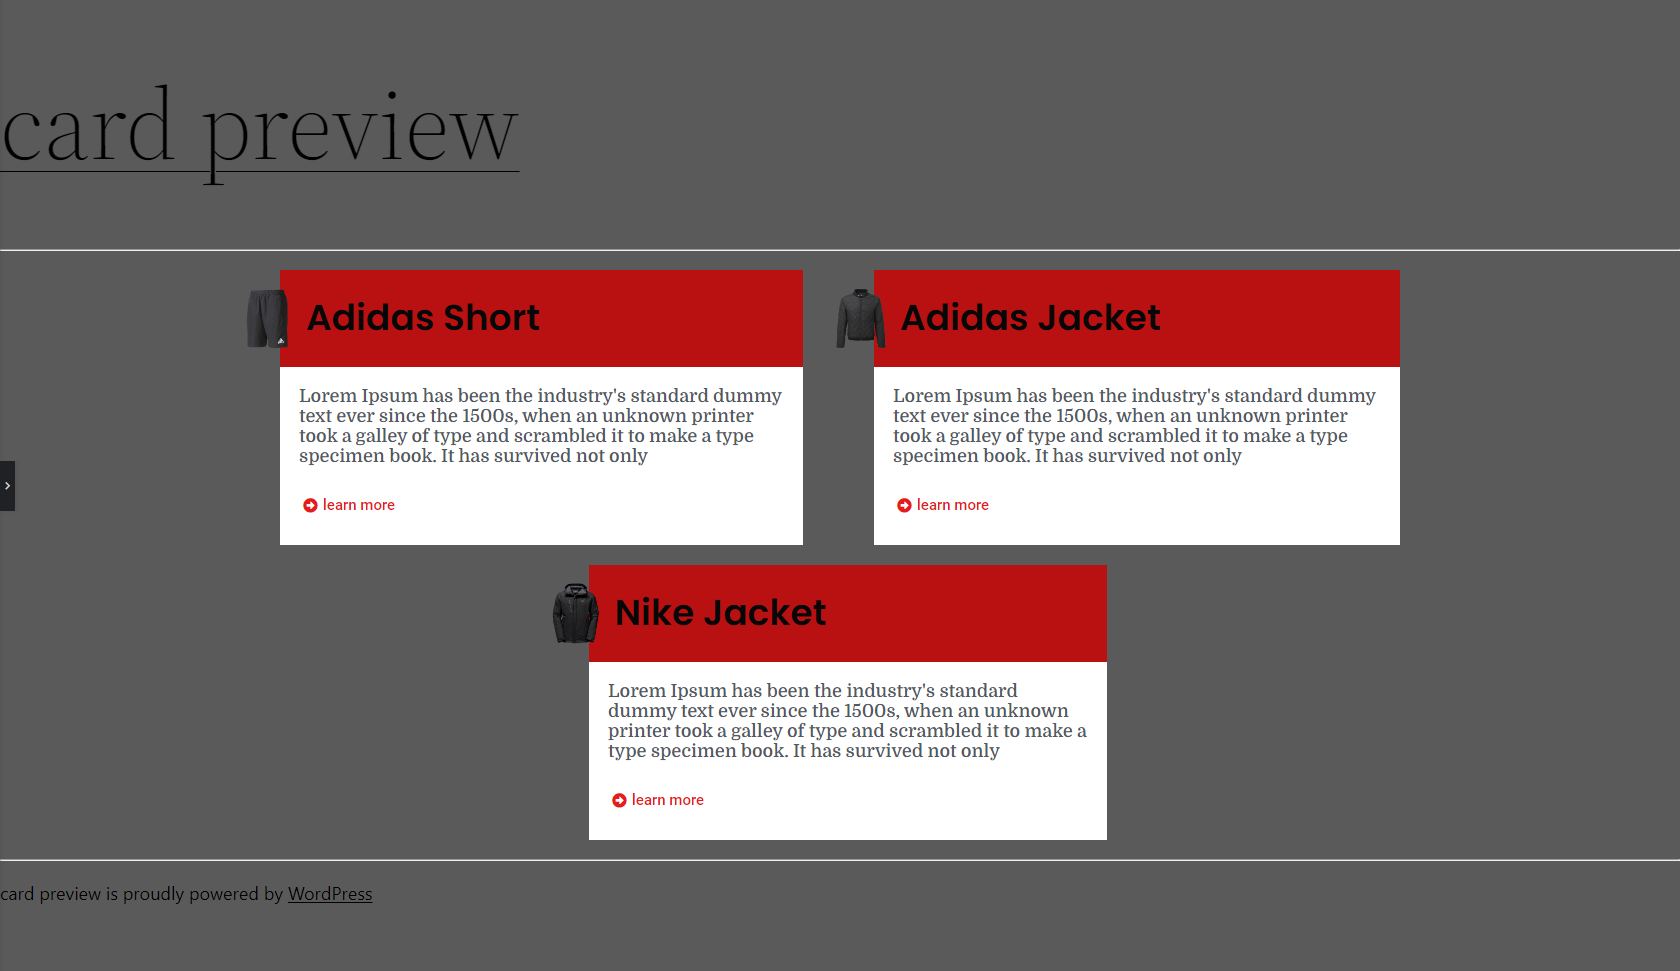 card preview
Adidas Short
Lorem Ipsum has been the industry's standard dummy
text ever since the 1500s, when an unknown printer
took a galley of type and scrambled it to make a type
specimen book. It has survived not only
learn more
Adidas Jacket
Lorem Ipsum has been the industry's standard dummy
text ever since the 1500s, when an unknown printer
took a galley of type and scrambled it to make a type
specimen book. It has survived not only
learn more
Nike Jacket
Lorem Ipsum has been the industry's standard
dummy text ever since the 1500s, when an unknown
printer took a galley of type and scrambled it to make a
type specimen book. It has survived not only
learn more
card preview is proudly powered by WordPress